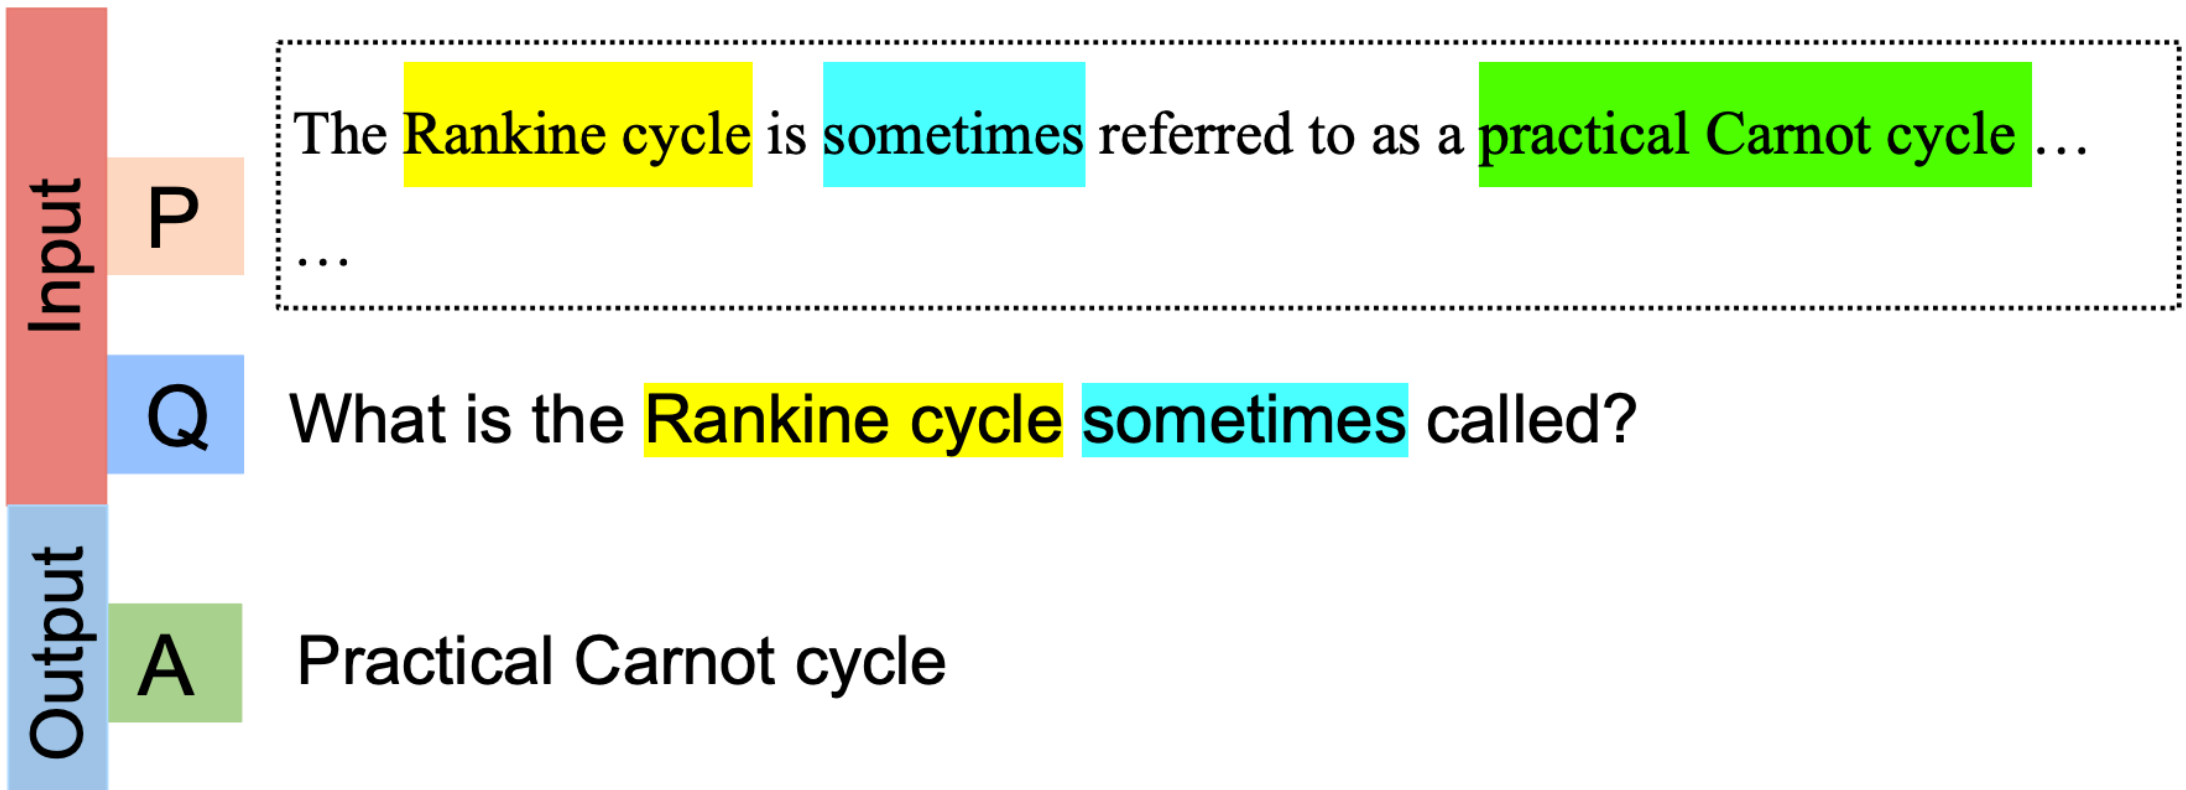 Input
P
The Rankine cycle is sometimes referred to as a practical Carnot cycle ...
...
Q
What is the Rankine cycle sometimes called?
Output
A
Practical Carnot cycle